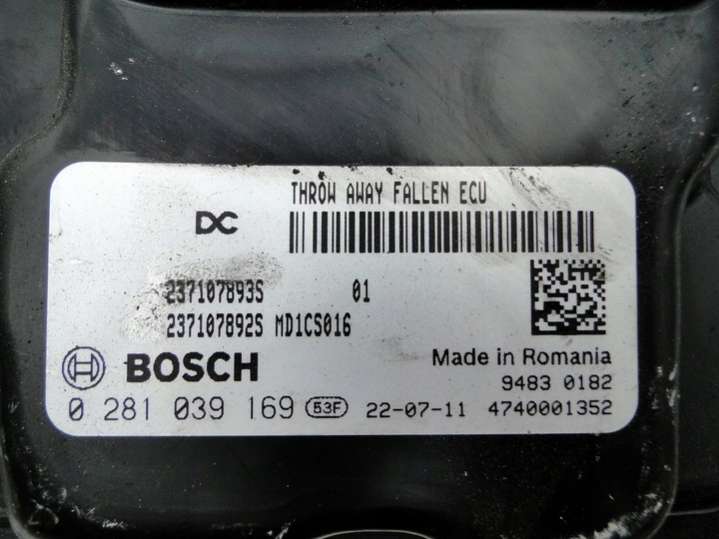 THROW AWAY FALLEN ECU
DC
237107893S 01
237107892S MD1CS016
BOSCH
Made in Romania
9483 0182
0 281 039 169 53F 22-07-11 4740001352